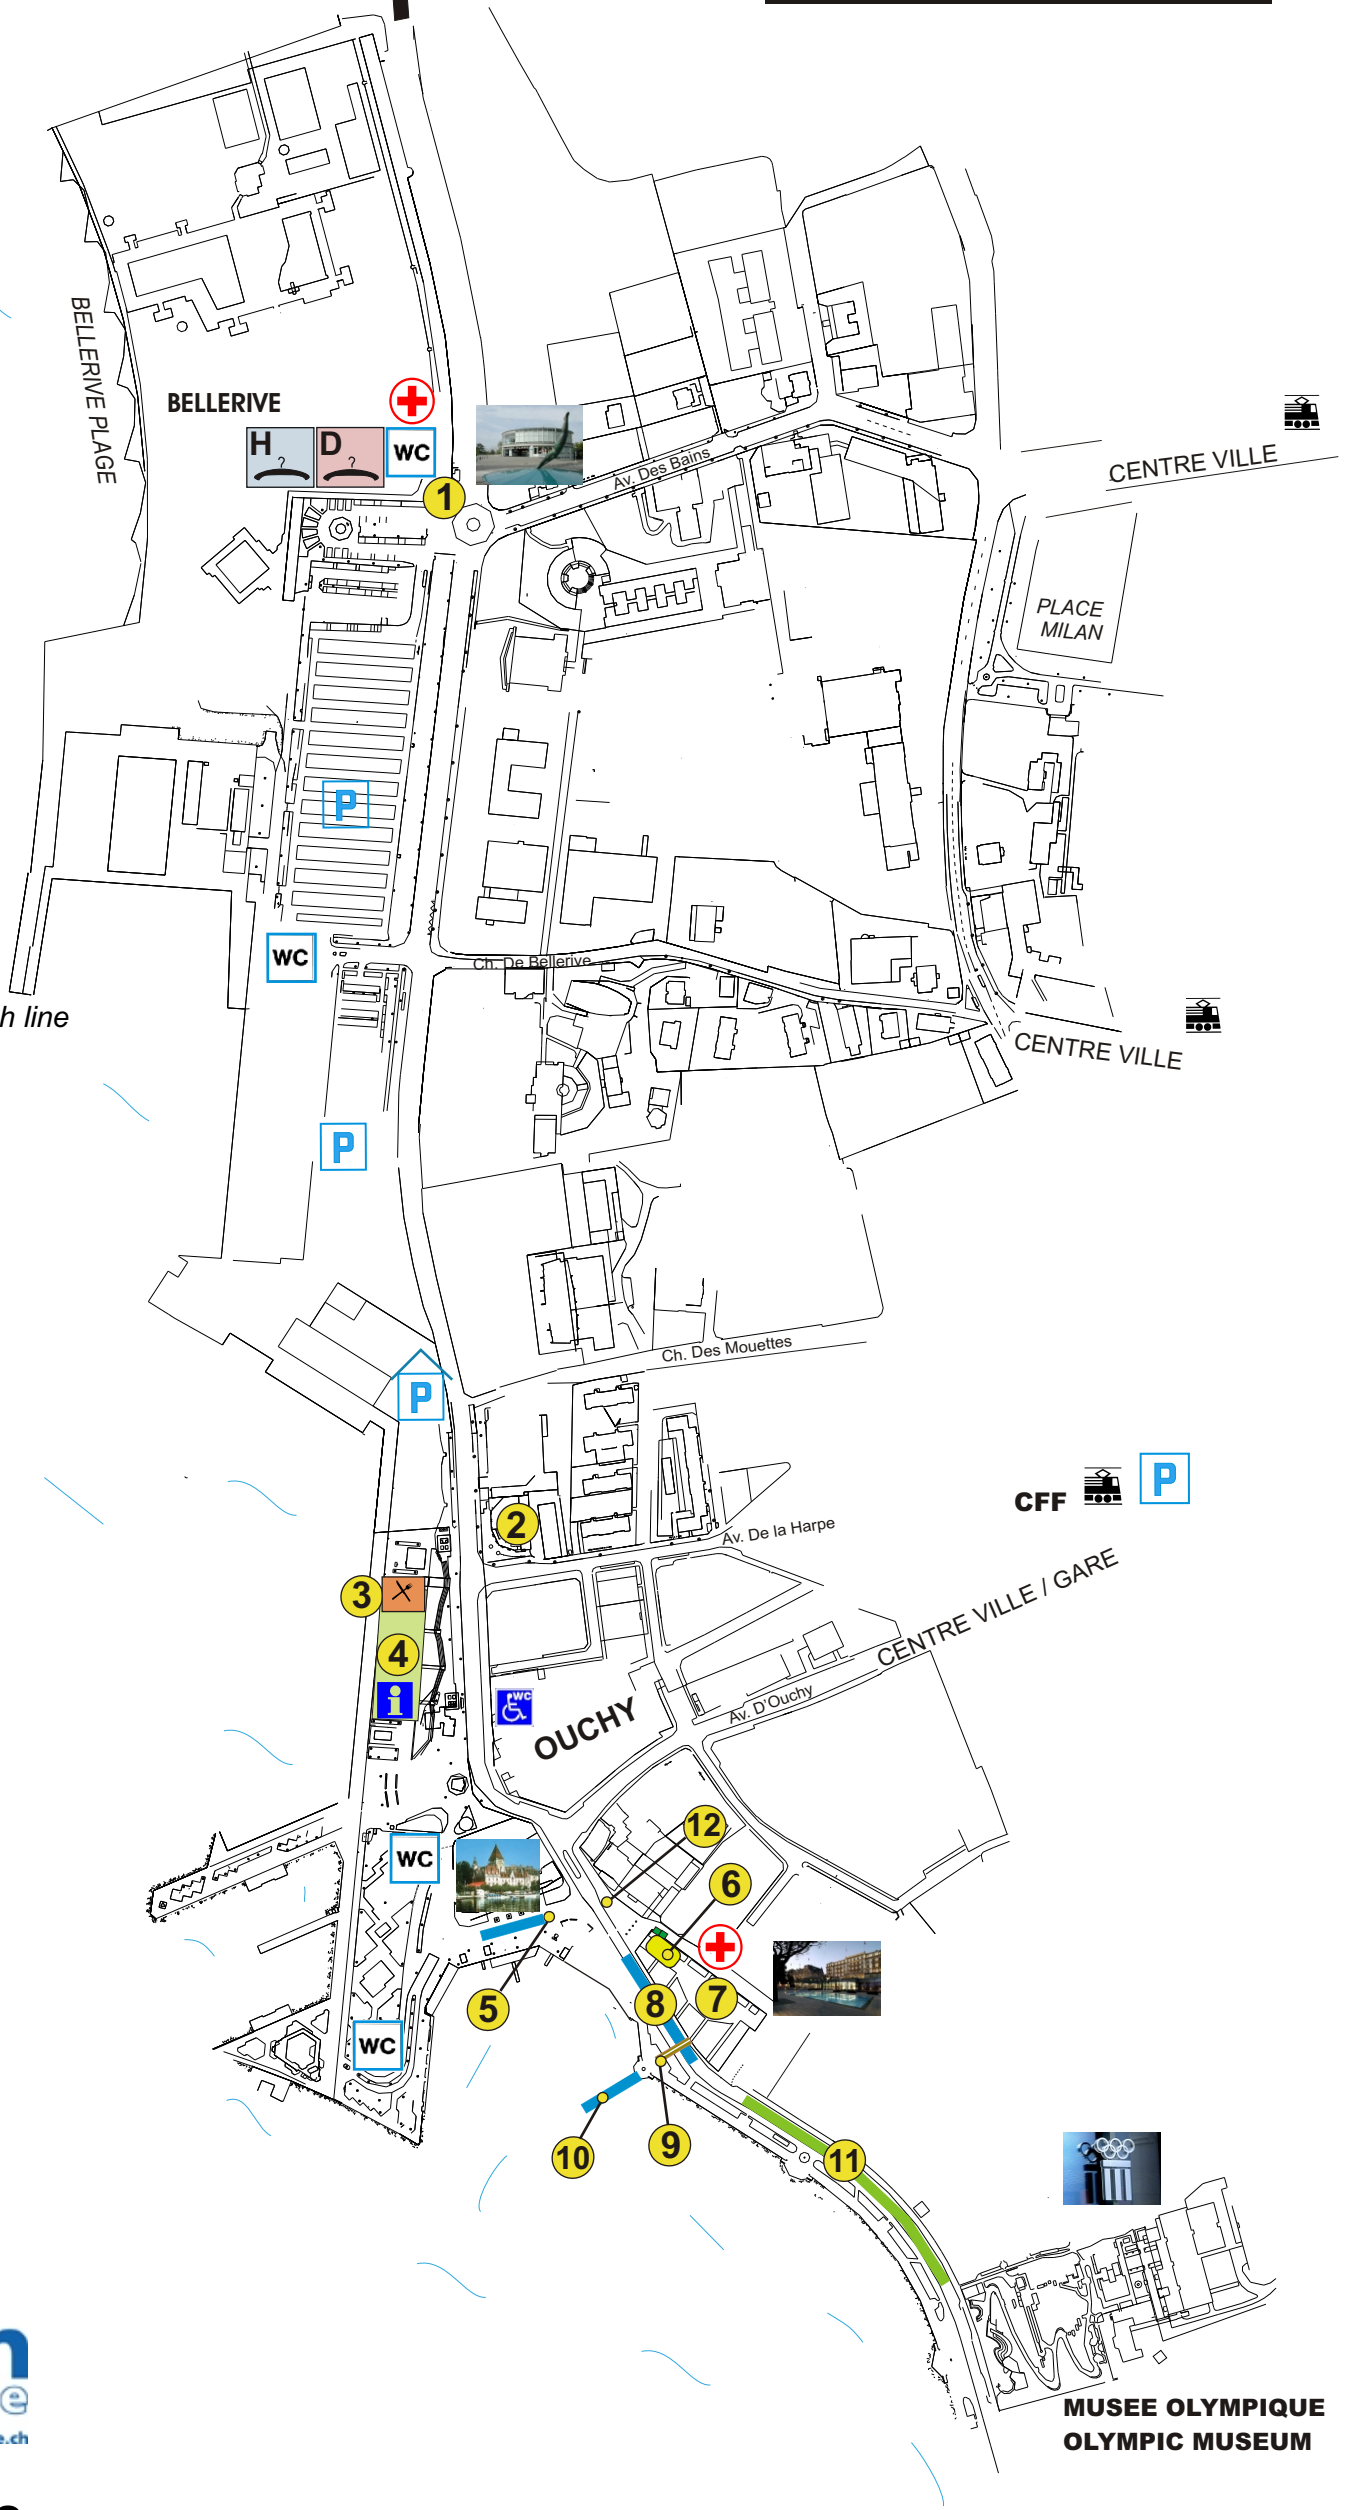 BELLERIVE PLAGE
BELLERIVE
H
D
WC
1
Av. Des Bains
CENTRE VILLE
PLACE
MILAN
P
WC
Ch. De Bellerive
h line
CENTRE VILLE
P
Ch. Des Mouettes
P
CFF
P
2
Av. De la Harpe
3
4
i
CENTRE VILLE / GARE
WC
OUCHY
Av. D'Ouchy
12
WC
6
5
8
7
WC
9
10
11
n
e
e.ch
MUSEE OLYMPIQUE
OLYMPIC MUSEUM